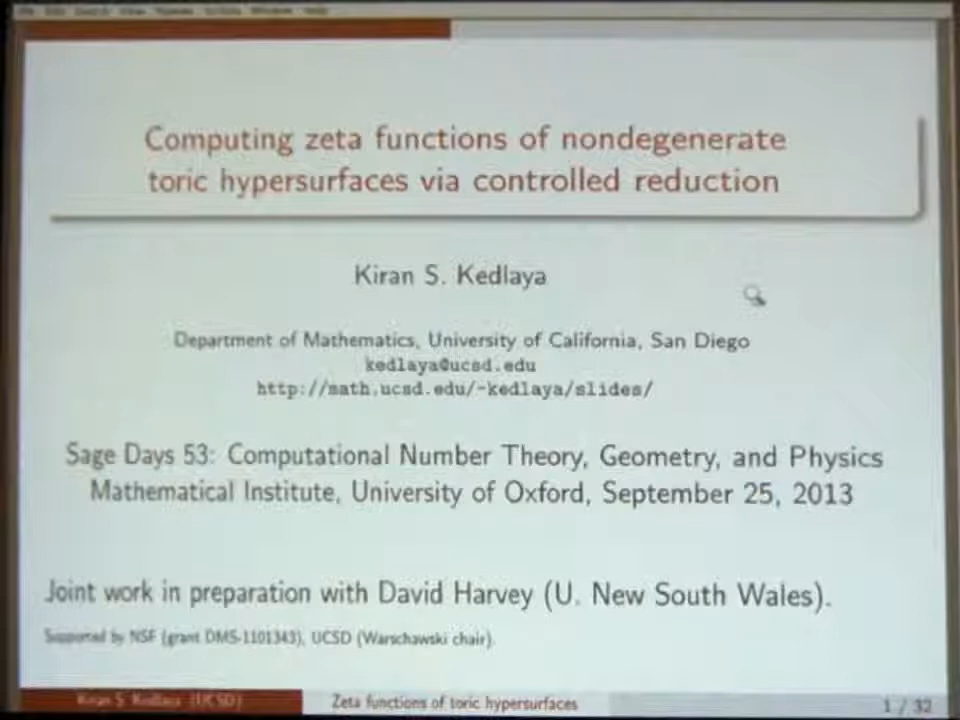 Computing zeta functions of nondegenerate
toric hypersurfaces via controlled reduction
Kiran S. Kedlaya
Department of Mathematics, University of California, San Diego
kedlaya@ucsd.edu
http://math.ucsd.edu/~kedlaya/slides/
Sage Days 53: Computational Number Theory, Geometry, and Physics
Mathematical Institute, University of Oxford, September 25, 2013
Joint work in preparation with David Harvey (U. New South Wales).
Supported by NSF (grant DMS-1101343), UCSD (Warschawski chair).
Kiran S. Kedlaya (UCSD) Zeta functions of toric hypersurfaces 1 / 32